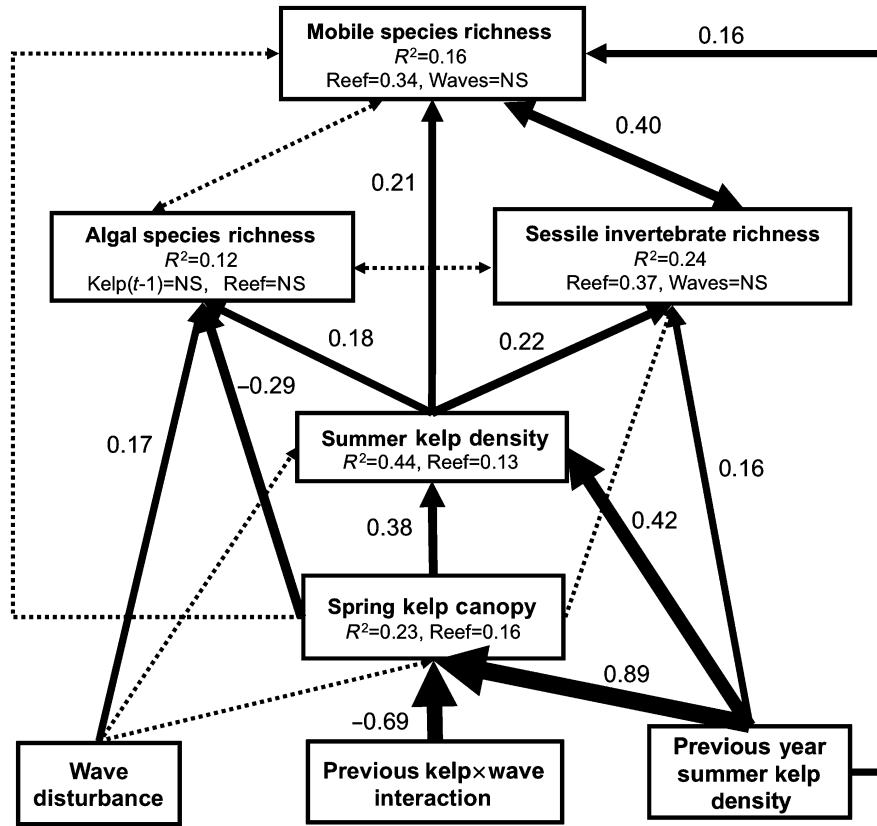 Mobile species richness
R²=0.16
Reef=0.34, Waves=NS
0.16
0.40
0.21
Algal species richness
R²=0.12
Kelp(t-1)=NS, Reef=NS
Sessile invertebrate richness
R²=0.24
Reef=0.37, Waves=NS
0.18
0.22
–0.29
0.17
Summer kelp density
R²=0.44, Reef=0.13
0.16
0.42
0.38
Spring kelp canopy
R²=0.23, Reef=0.16
0.89
–0.69
Wave
disturbance
Previous kelp×wave
interaction
Previous year
summer kelp
density